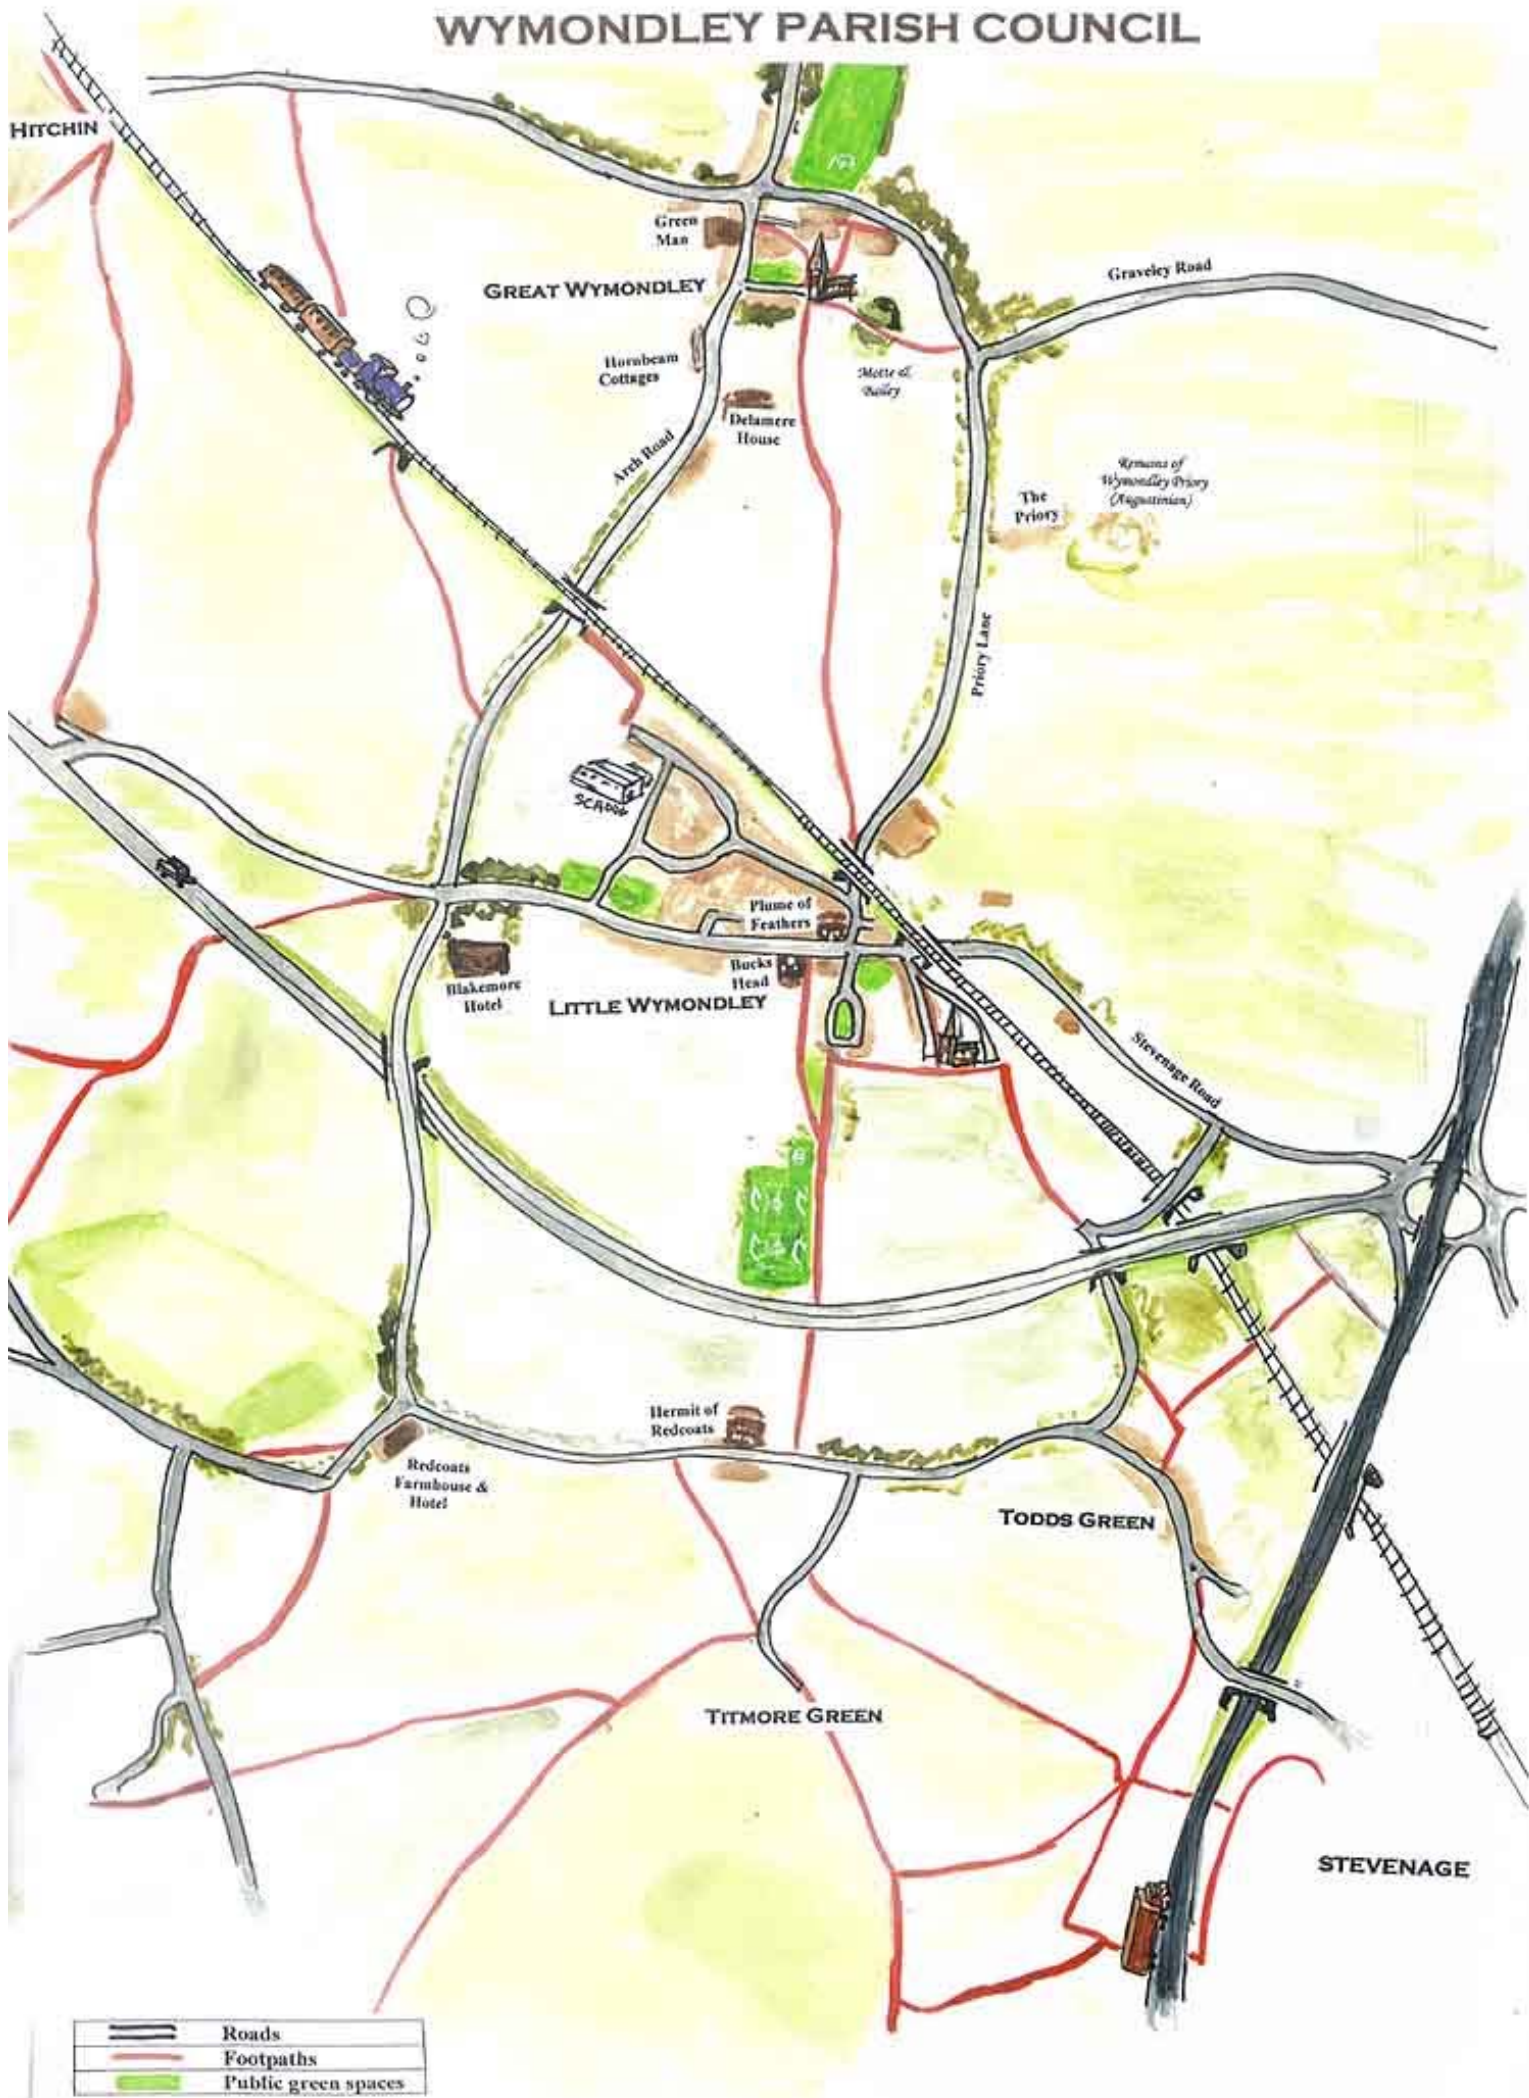 WYMONDLEY PARISH COUNCIL
HITCHIN
Green
Man
GREAT WYMONDLEY
Graveley Road
Hornbeam
Cottages
Motte &
Bailey
Delamere
House
Arch Road
Remains of
Wymondley Priory
(Augustinian)
The
Priory
Priory Lane
SCHOOL
Plume of
Feathers
Blakemore
Hotel
Bucks
Head
LITTLE WYMONDLEY
Stevenage Road
Hermit of
Redcoats
Redcoats
Farmhouse &
Hotel
TODDS GREEN
TITMORE GREEN
STEVENAGE
Roads
Footpaths
Public green spaces